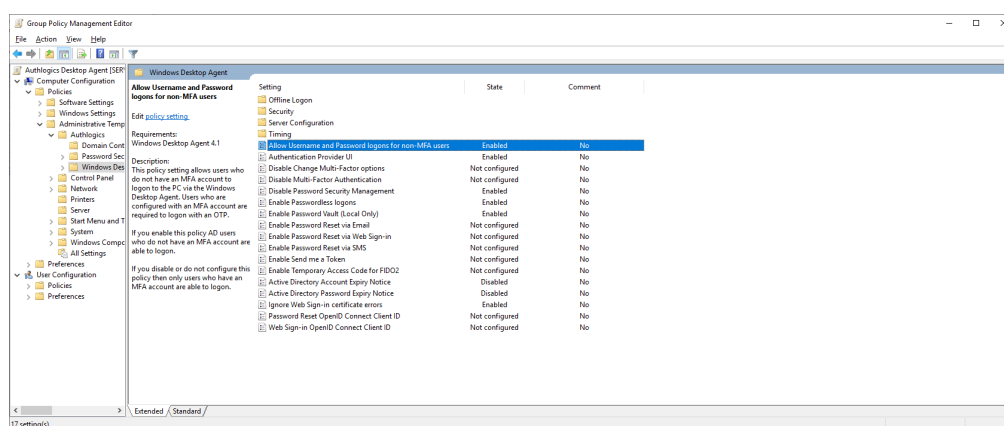 Group Policy Management Editor
File Action View Help
Authlogics Desktop Agent [SER
Computer Configuration
Policies
Software Settings
Windows Settings
Administrative Temp
Authlogics
Domain Cont
Password Sec
Windows Des
Control Panel
Network
Printers
Server
Start Menu and T
System
Windows Compc
All Settings
Preferences
User Configuration
Policies
Preferences
Windows Desktop Agent
Allow Username and Password
logons for non-MFA users
Edit policy setting
Requirements:
Windows Desktop Agent 4.1
Description:
This policy setting allows users who
do not have an MFA account to
logon to the PC via the Windows
Desktop Agent. Users who are
configured with an MFA account are
required to logon with an OTP.
If you enable this policy AD users
who do not have an MFA account are
able to logon.
If you disable or do not configure this
policy then only users who have an
MFA account are able to logon.
Setting State Comment
Offline Logon
Security
Server Configuration
Timing
Allow Username and Password logons for non-MFA users Enabled No
Authentication Provider UI Enabled No
Disable Change Multi-Factor options Not configured No
Disable Multi-Factor Authentication Not configured No
Disable Password Security Management Enabled No
Enable Passwordless logons Enabled No
Enable Password Vault (Local Only) Enabled No
Enable Password Reset via Email Not configured No
Enable Password Reset via Web Sign-in Not configured No
Enable Password Reset via SMS Not configured No
Enable Send me a Token Not configured No
Enable Temporary Access Code for FIDO2 Not configured No
Active Directory Account Expiry Notice Disabled No
Active Directory Password Expiry Notice Disabled No
Ignore Web Sign-in certificate errors Enabled No
Password Reset OpenID Connect Client ID Not configured No
Web Sign-in OpenID Connect Client ID Not configured No
Extended Standard
17 setting(s)